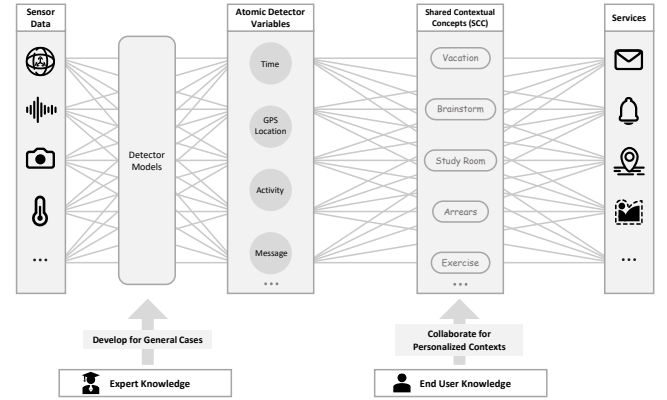 Sensor
Data
Atomic Detector
Variables
Shared Contextual
Concepts (SCC)
Services
Detector
Models
Time
GPS
Location
Activity
Message
...
Vacation
Brainstorm
Study Room
Arrears
Exercise
...
...
...
Develop for General Cases
Collaborate for
Personalized Contexts
Expert Knowledge
End User Knowledge